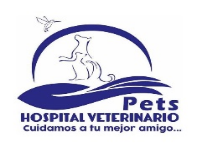 Pets
HOSPITAL VETERINARIO
Cuidamos a tu mejor amigo...